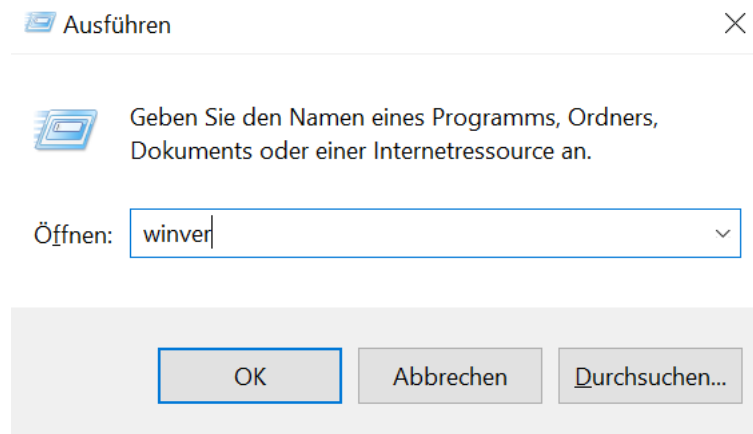 Ausführen
Geben Sie den Namen eines Programms, Ordners,
Dokuments oder einer Internetressource an.
Öffnen: winver
OK Abbrechen Durchsuchen...